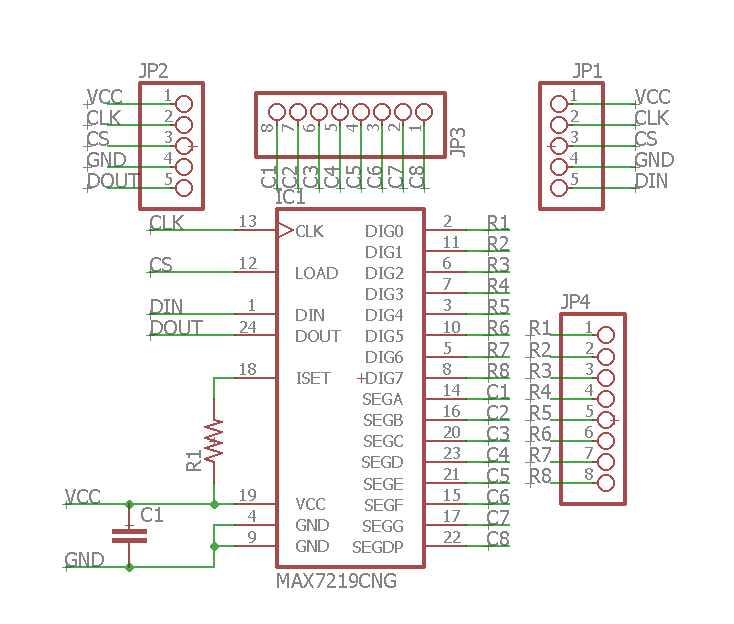 JP2
VCC 1
CLK 2
CS 3
GND 4
DOUT 5
8 7 6 5 4 3 2 1
JP3
C1 C2 C3 C4 C5 C6 C7 C8
JP1
1 VCC
2 CLK
3 CS
4 GND
5 DIN
IC1
CLK 13 CLK DIG0 2 R1
DIG1 11 R2
CS 12 LOAD DIG2 6 R3
DIG3 7 R4
DIN 1 DIN DIG4 3 R5
DOUT 24 DOUT DIG5 10 R6
DIG6 5 R7
18 ISET DIG7 8 R8
SEGA 14 C1
SEGB 16 C2
SEGC 20 C3
R1
SEGD 23 C4
SEGE 21 C5
VCC 19 VCC SEGF 15 C6
C1
4 GND SEGG 17 C7
9 GND SEGDP 22 C8
GND
MAX7219CNG
JP4
R1 1
R2 2
R3 3
R4 4
R5 5
R6 6
R7 7
R8 8